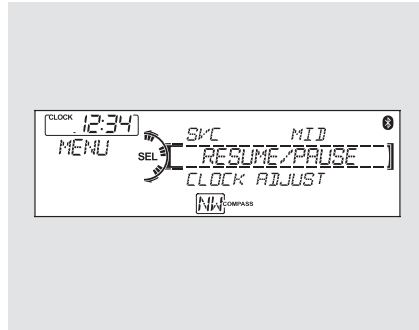 CLOCK 12:34
SVC MID
MENU
SEL
RESUME/PAUSE
CLOCK ADJUST
NW COMPASS